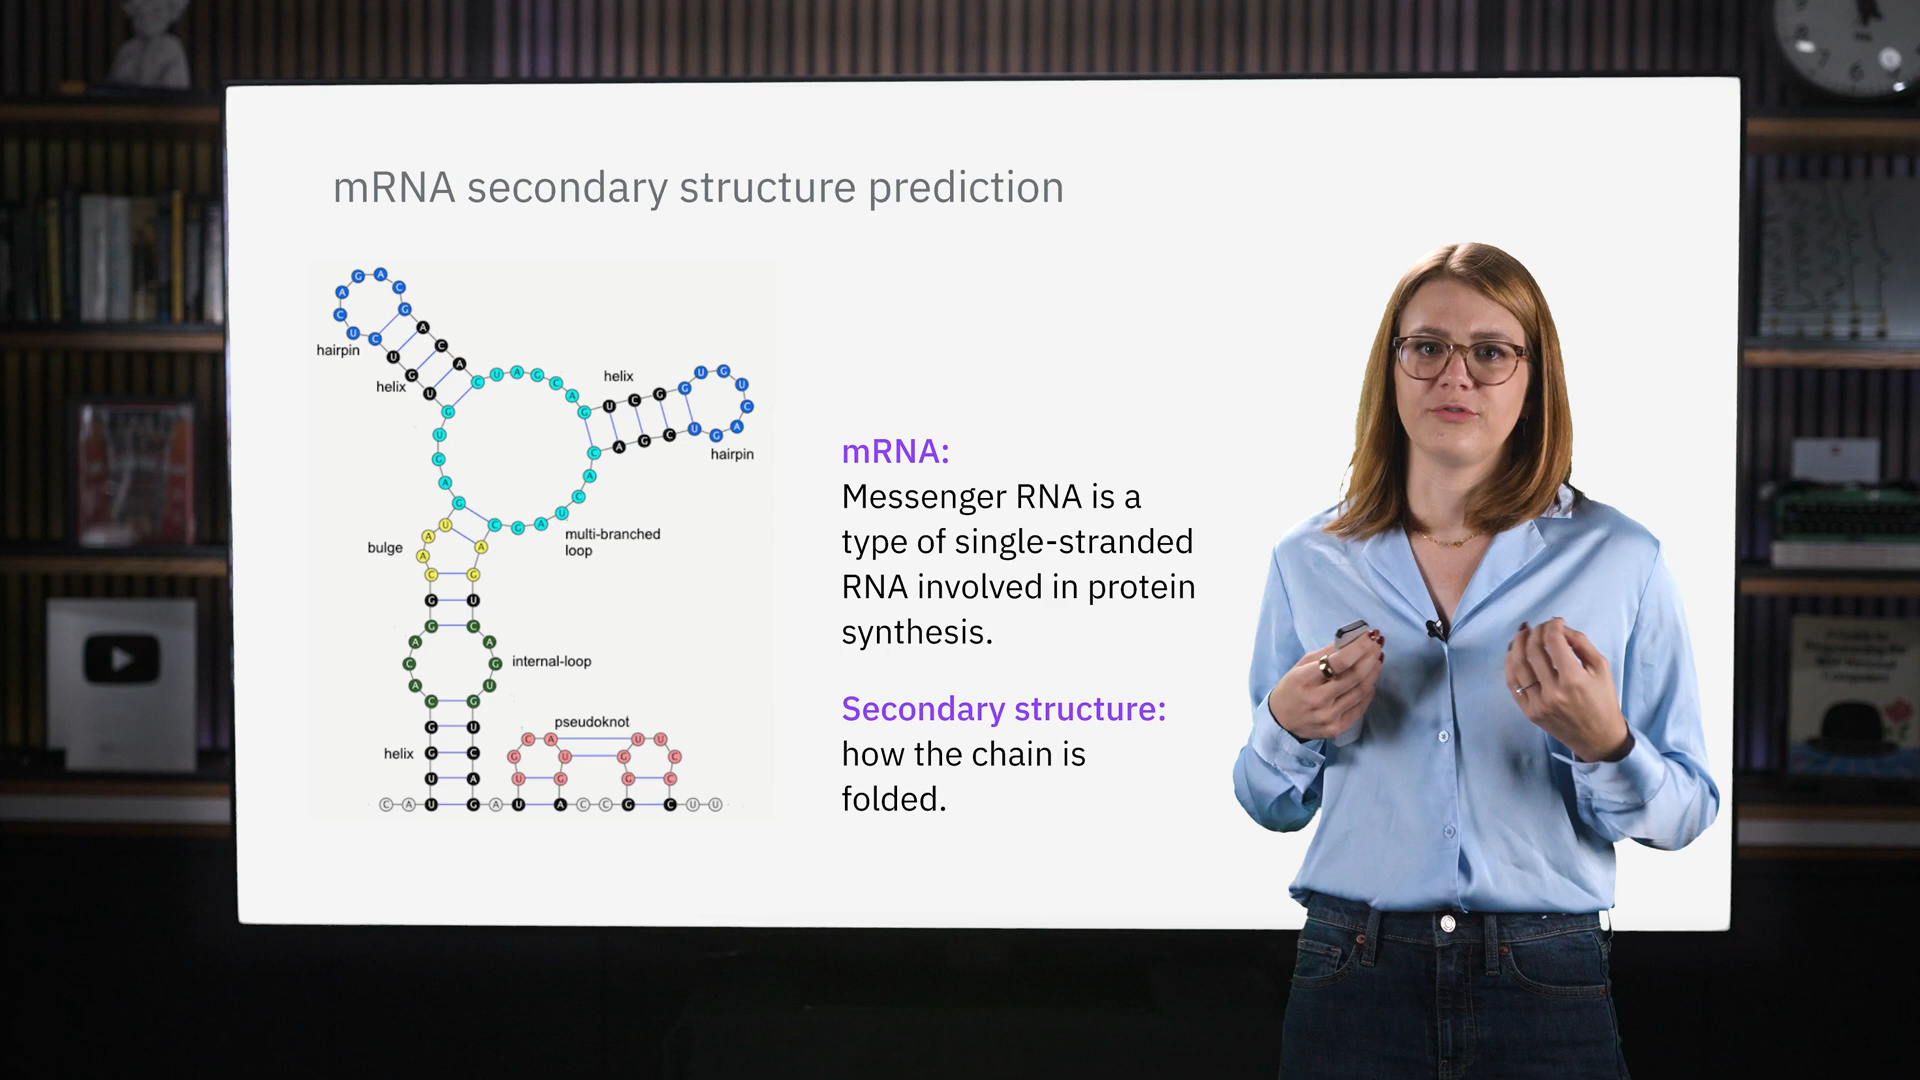 mRNA secondary structure prediction
hairpin
helix
helix
hairpin
multi-branched
loop
bulge
internal-loop
pseudoknot
helix
C A U G A U A C C G C U U
mRNA:
Messenger RNA is a
type of single-stranded
RNA involved in protein
synthesis.
Secondary structure:
how the chain is
folded.